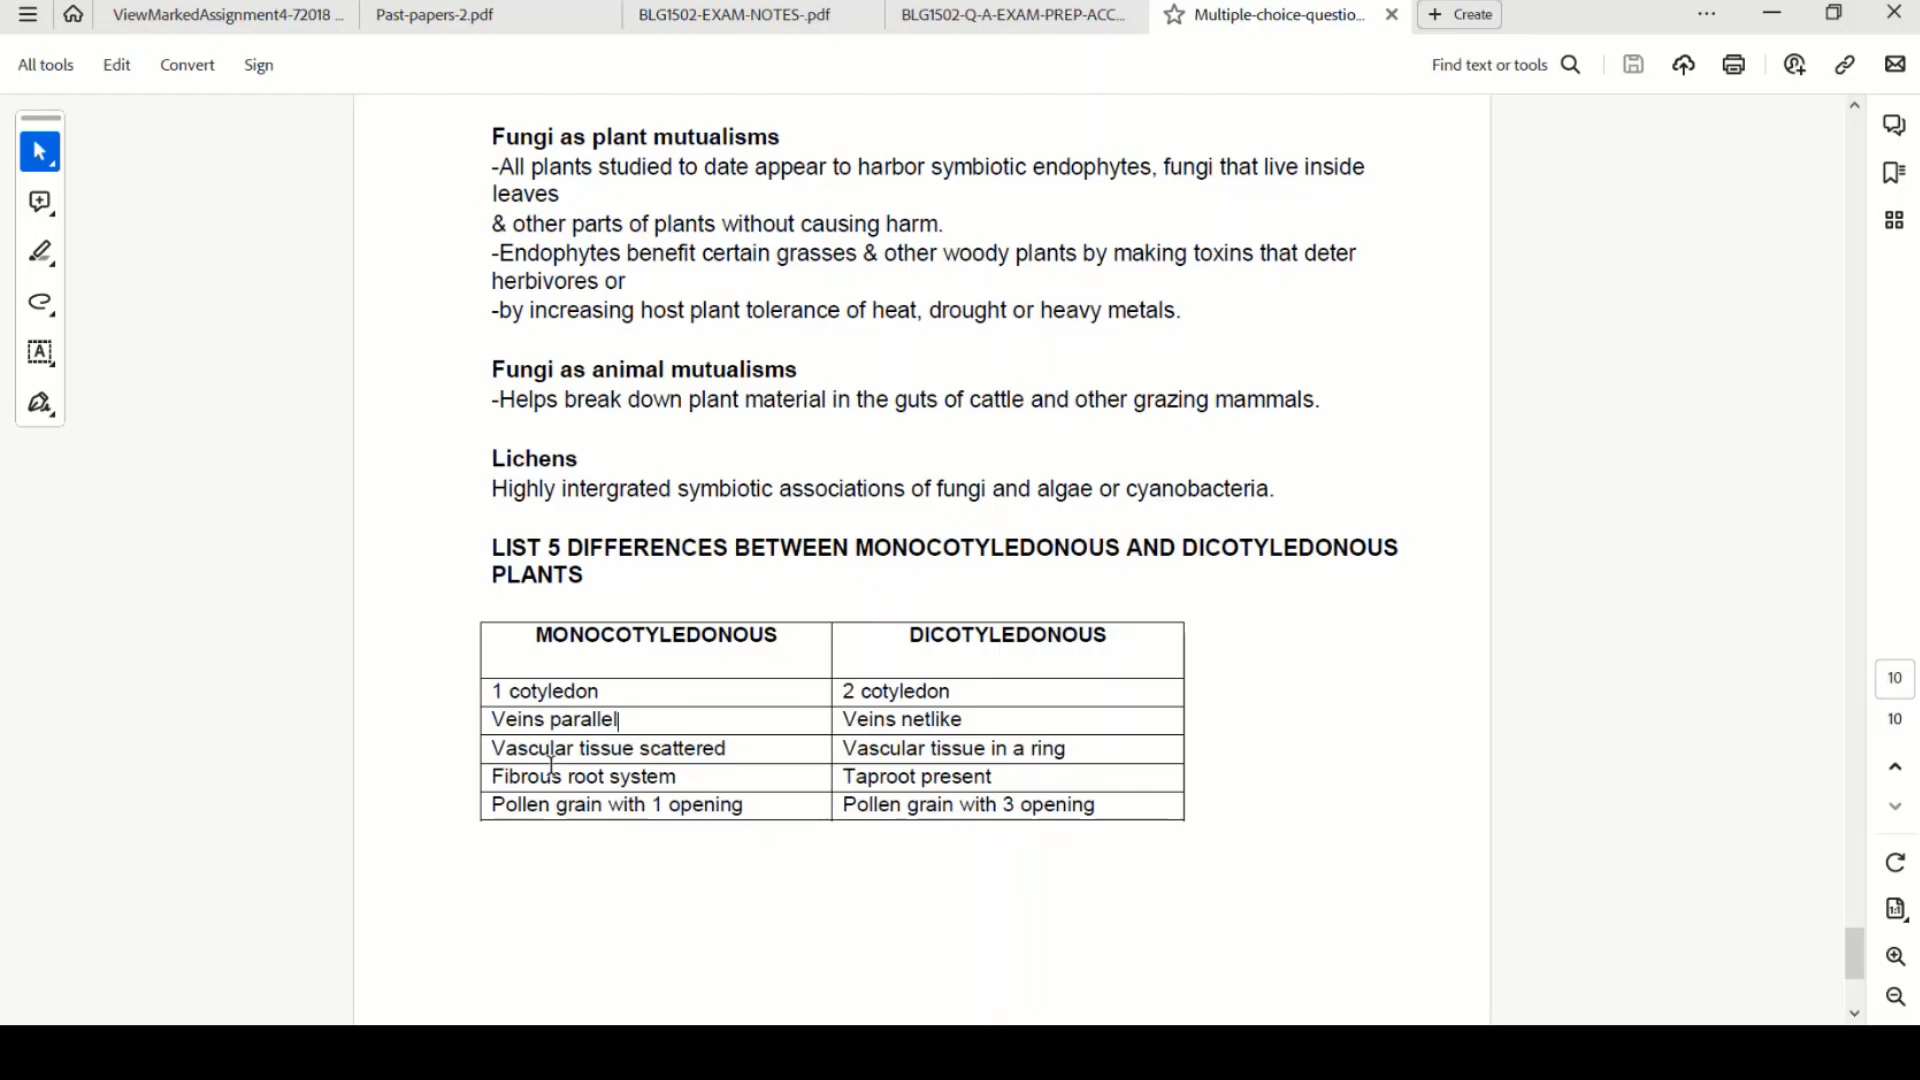 ViewMarkedAssignment4-72018 ...
Past-papers-2.pdf
BLG1502-EXAM-NOTES-.pdf
BLG1502-Q-A-EXAM-PREP-ACC...
Multiple-choice-questio...
+ Create
All tools
Edit
Convert
Sign
Find text or tools
Fungi as plant mutualisms
-All plants studied to date appear to harbor symbiotic endophytes, fungi that live inside
leaves
& other parts of plants without causing harm.
-Endophytes benefit certain grasses & other woody plants by making toxins that deter
herbivores or
-by increasing host plant tolerance of heat, drought or heavy metals.
Fungi as animal mutualisms
-Helps break down plant material in the guts of cattle and other grazing mammals.
Lichens
Highly intergrated symbiotic associations of fungi and algae or cyanobacteria.
LIST 5 DIFFERENCES BETWEEN MONOCOTYLEDONOUS AND DICOTYLEDONOUS
PLANTS
MONOCOTYLEDONOUS DICOTYLEDONOUS
1 cotyledon 2 cotyledon
Veins parallel Veins netlike
Vascular tissue scattered Vascular tissue in a ring
Fibrous root system Taproot present
Pollen grain with 1 opening Pollen grain with 3 opening
10
10